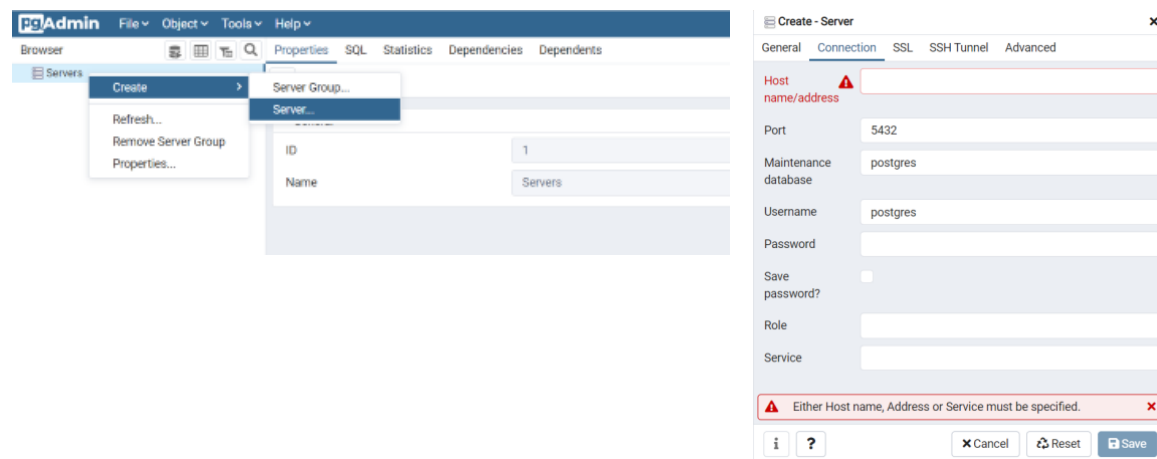 pgAdmin File Object Tools Help
Browser
Properties SQL Statistics Dependencies Dependents
Servers
Create
Refresh...
Remove Server Group
Properties...
Server Group...
Server...
General
ID 1
Name Servers
Create - Server
General Connection SSL SSH Tunnel Advanced
Host
name/address
Port 5432
Maintenance postgres
database
Username postgres
Password
Save
password?
Role
Service
Either Host name, Address or Service must be specified.
i ? Cancel Reset Save